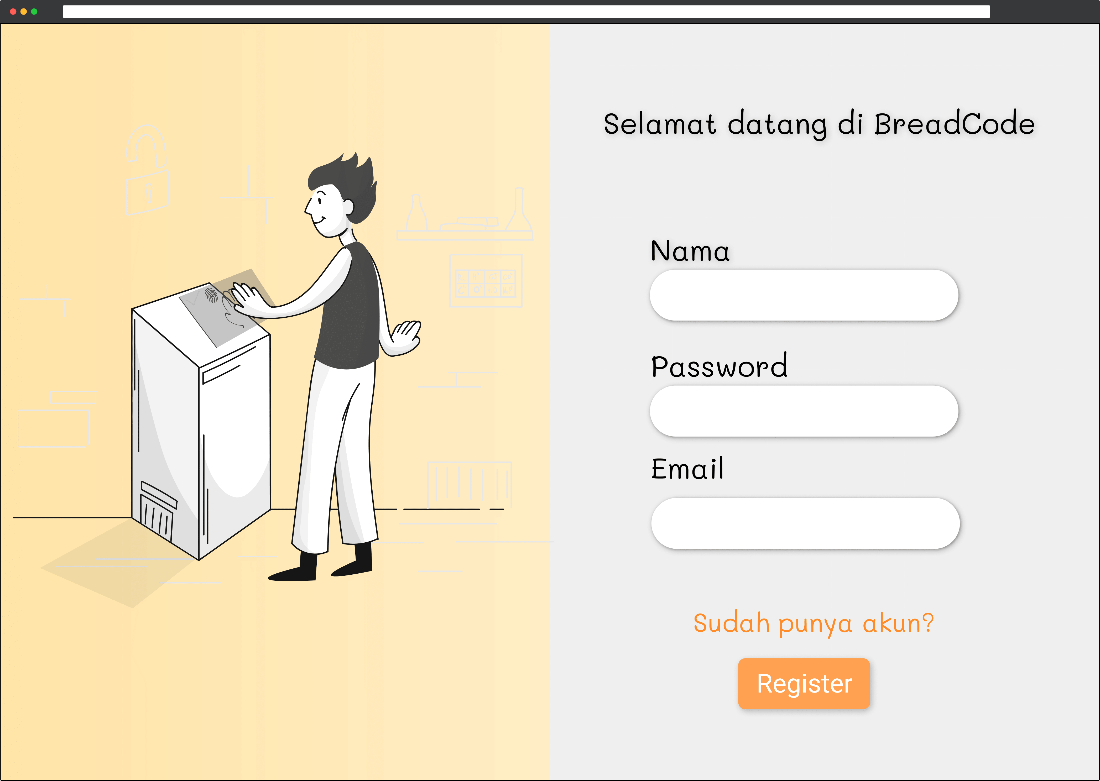 Selamat datang di BreadCode
Nama
Password
Email
Sudah punya akun?
Register